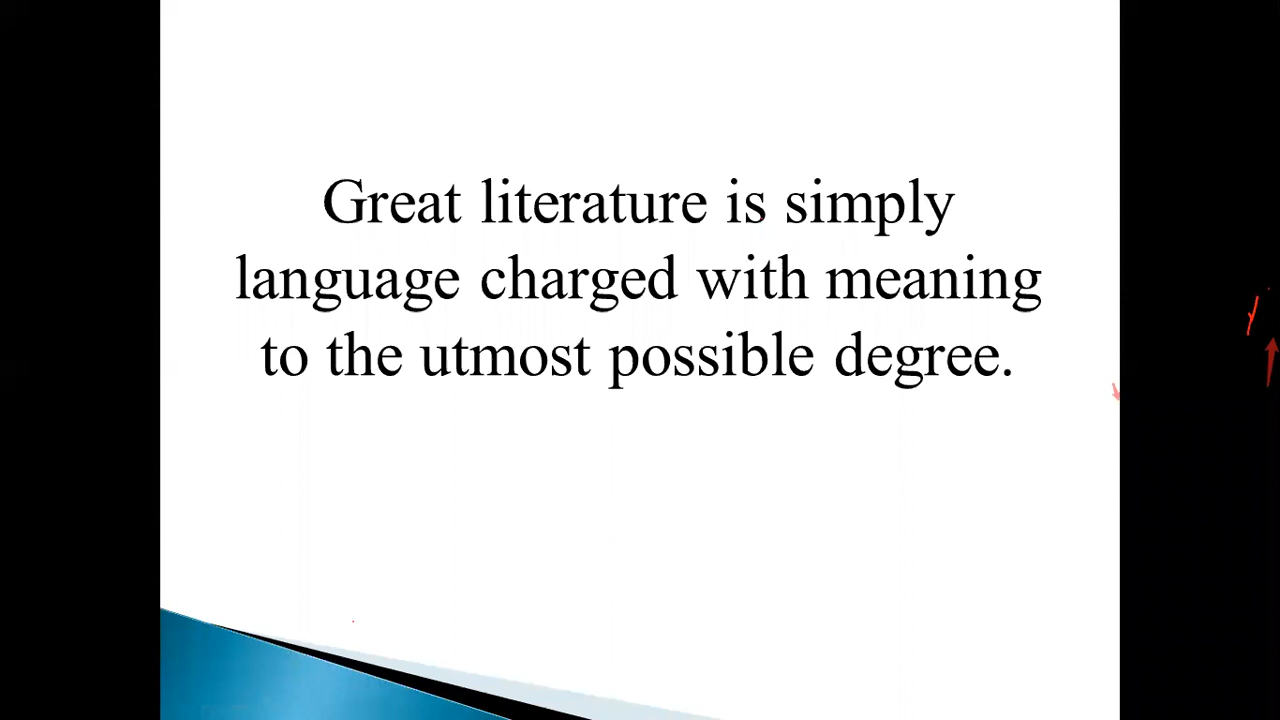 Great literature is simply
language charged with meaning
to the utmost possible degree.